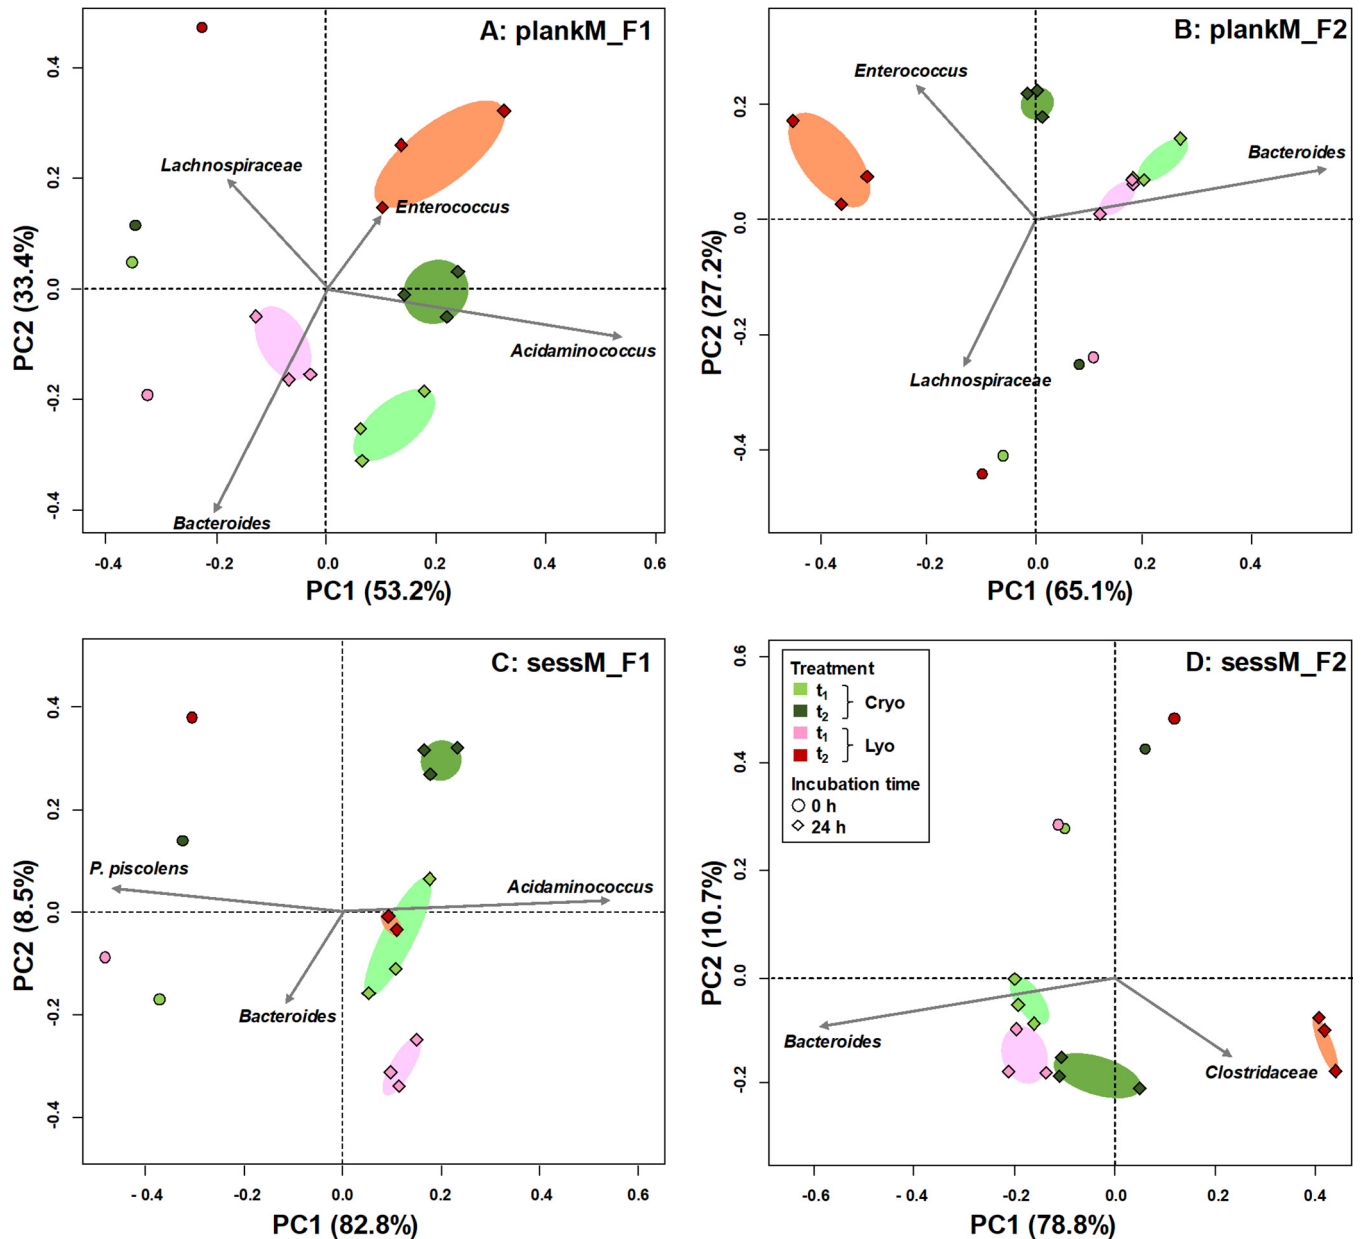 A: plankM_F1
0.4
0.2
0.0
-0.2
-0.4
PC2 (33.4%)
Lachnospiraceae
Enterococcus
Acidaminococcus
Bacteroides
-0.4 -0.2 0.0 0.2 0.4 0.6
PC1 (53.2%)
B: plankM_F2
0.2
0.0
-0.2
-0.4
PC2 (27.2%)
Enterococcus
Bacteroides
Lachnospiraceae
- 0.4 -0.2 0.0 0.2 0.4
PC1 (65.1%)
C: sessM_F1
0.4
0.2
0.0
-0.2
-0.4
PC2 (8.5%)
P. piscolens
Acidaminococcus
Bacteroides
- 0.4 -0.2 0.0 0.2 0.4 0.6
PC1 (82.8%)
D: sessM_F2
0.6
0.4
0.2
0.0
-0.2
PC2 (10.7%)
Treatment
t1
t2
Cryo
t1
t2
Lyo
Incubation time
0 h
24 h
Bacteroides
Clostridaceae
-0.6 -0.2 0.0 0.2 0.4
PC1 (78.8%)